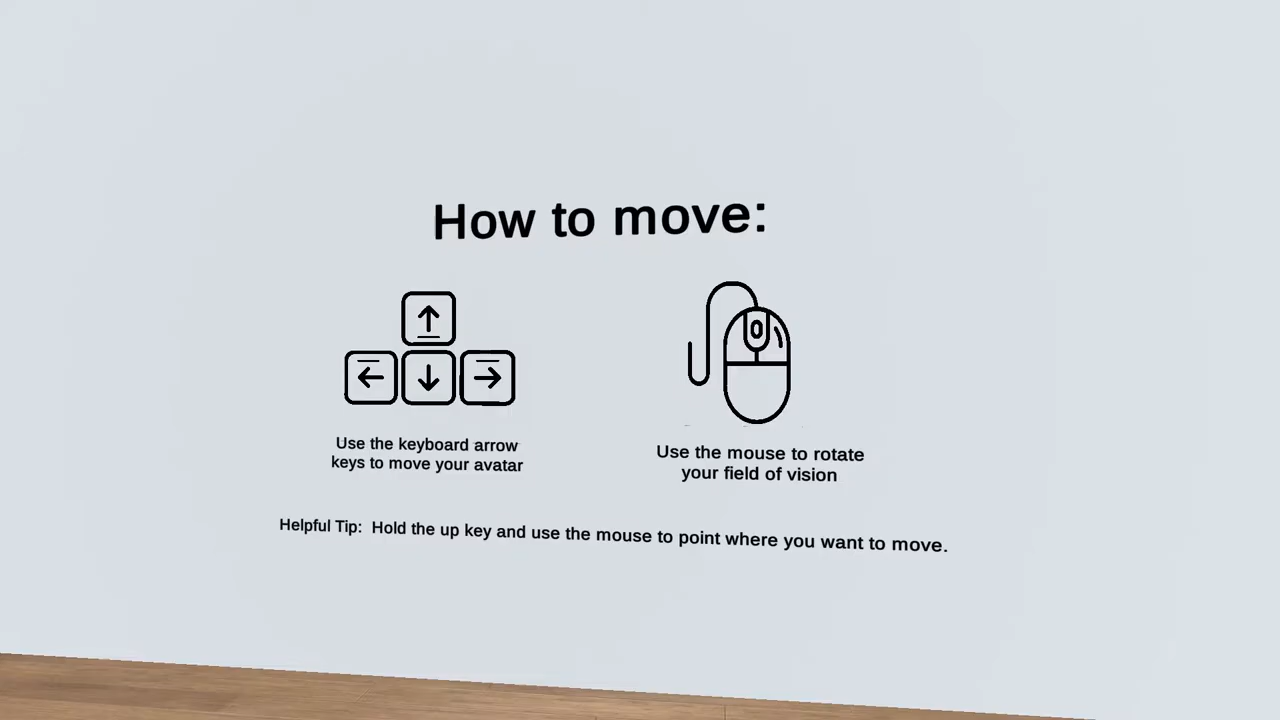 How to move:
Use the keyboard arrow
keys to move your avatar
Use the mouse to rotate
your field of vision
Helpful Tip:  Hold the up key and use the mouse to point where you want to move.